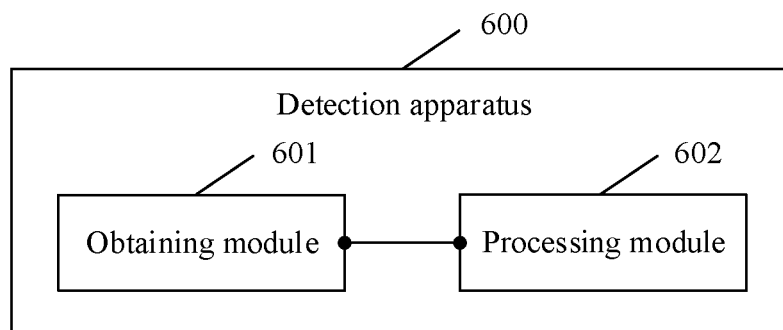 600
Detection apparatus
601
602
Obtaining module
Processing module